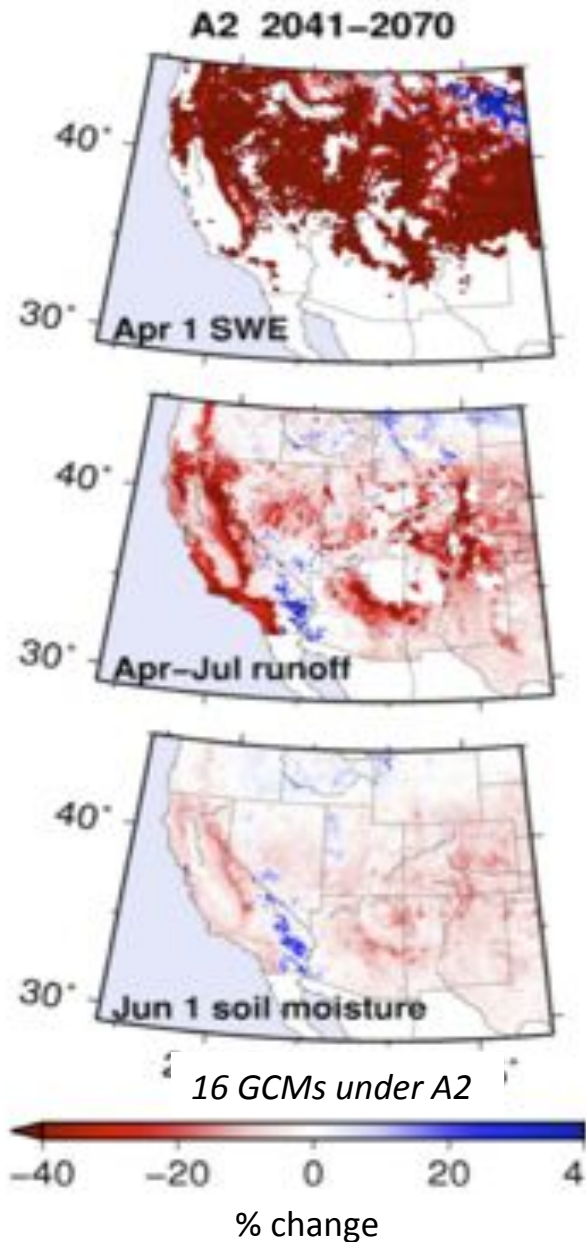 A2 2041–2070
40°
30°
Apr 1 SWE
40°
30°
Apr–Jul runoff
40°
30°
Jun 1 soil moisture
16 GCMs under A2
−40 −20 0 20 4
% change